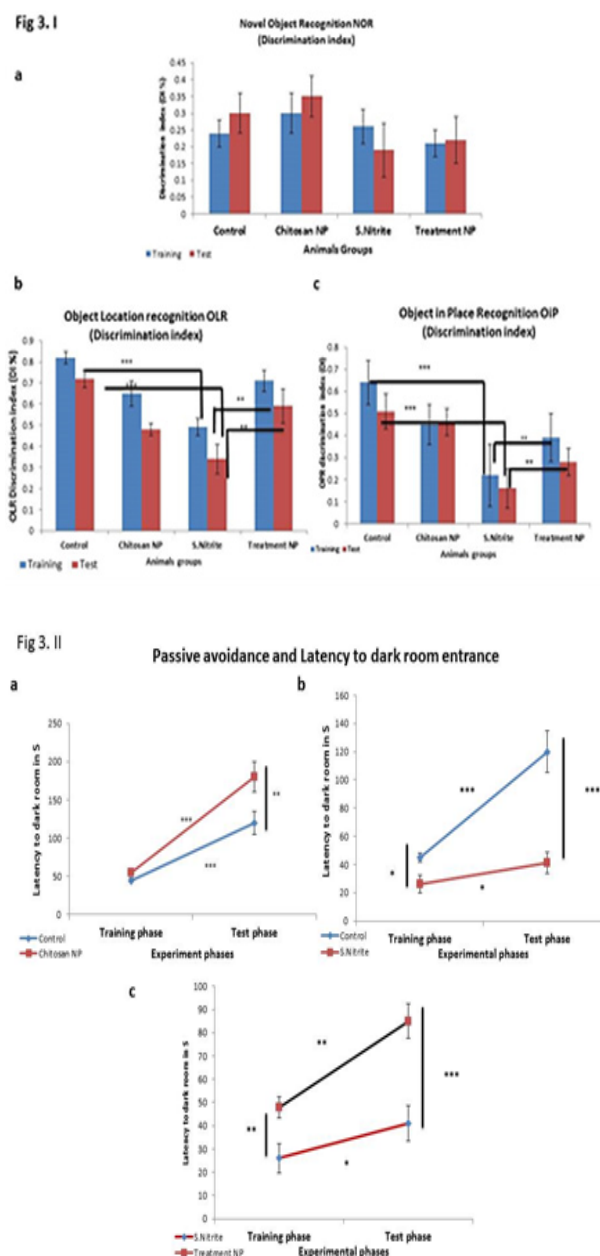 Fig 3. I
Novel Object Recognition NOR
(Discrimination index)
a
Discrimination index (DI %)
0.45
0.4
0.35
0.3
0.25
0.2
0.15
0.1
0.05
0
Control
Chitosan NP
S.Nitrite
Treatment NP
Training
Test
Animals Groups
b
Object Location recognition OLR
(Discrimination index)
OLR Discrimination index (DI %)
0.9
0.8
0.7
0.6
0.5
0.4
0.3
0.2
0.1
0
***
***
**
**
Control
Chitosan NP
S.Nitrite
Treatment NP
Animals groups
Training
Test
c
Object in Place Recognition OiP
(Discrimination index)
OPR discrimination index (DI)
0.8
0.7
0.6
0.5
0.4
0.3
0.2
0.1
0
***
***
**
**
Control
Chitosan NP
S.Nitrite
Treatment NP
Training
Test
Animals groups
Fig 3. II
Passive avoidance and Latency to dark room entrance
a
Latency to dark room in S
250
200
150
100
50
0
***
***
**
Training phase
Test phase
Control
Chitosan NP
Experiment phases
b
Latency to dark room in S
160
140
120
100
80
60
40
20
0
***
***
*
*
Training phase
Test phase
Control
S.Nitrite
Experimental phases
c
Latency to dark room in S
100
90
80
70
60
50
40
30
20
10
0
**
***
**
*
Training phase
Test phase
S.Nitrite
Treatment NP
Experimental phases